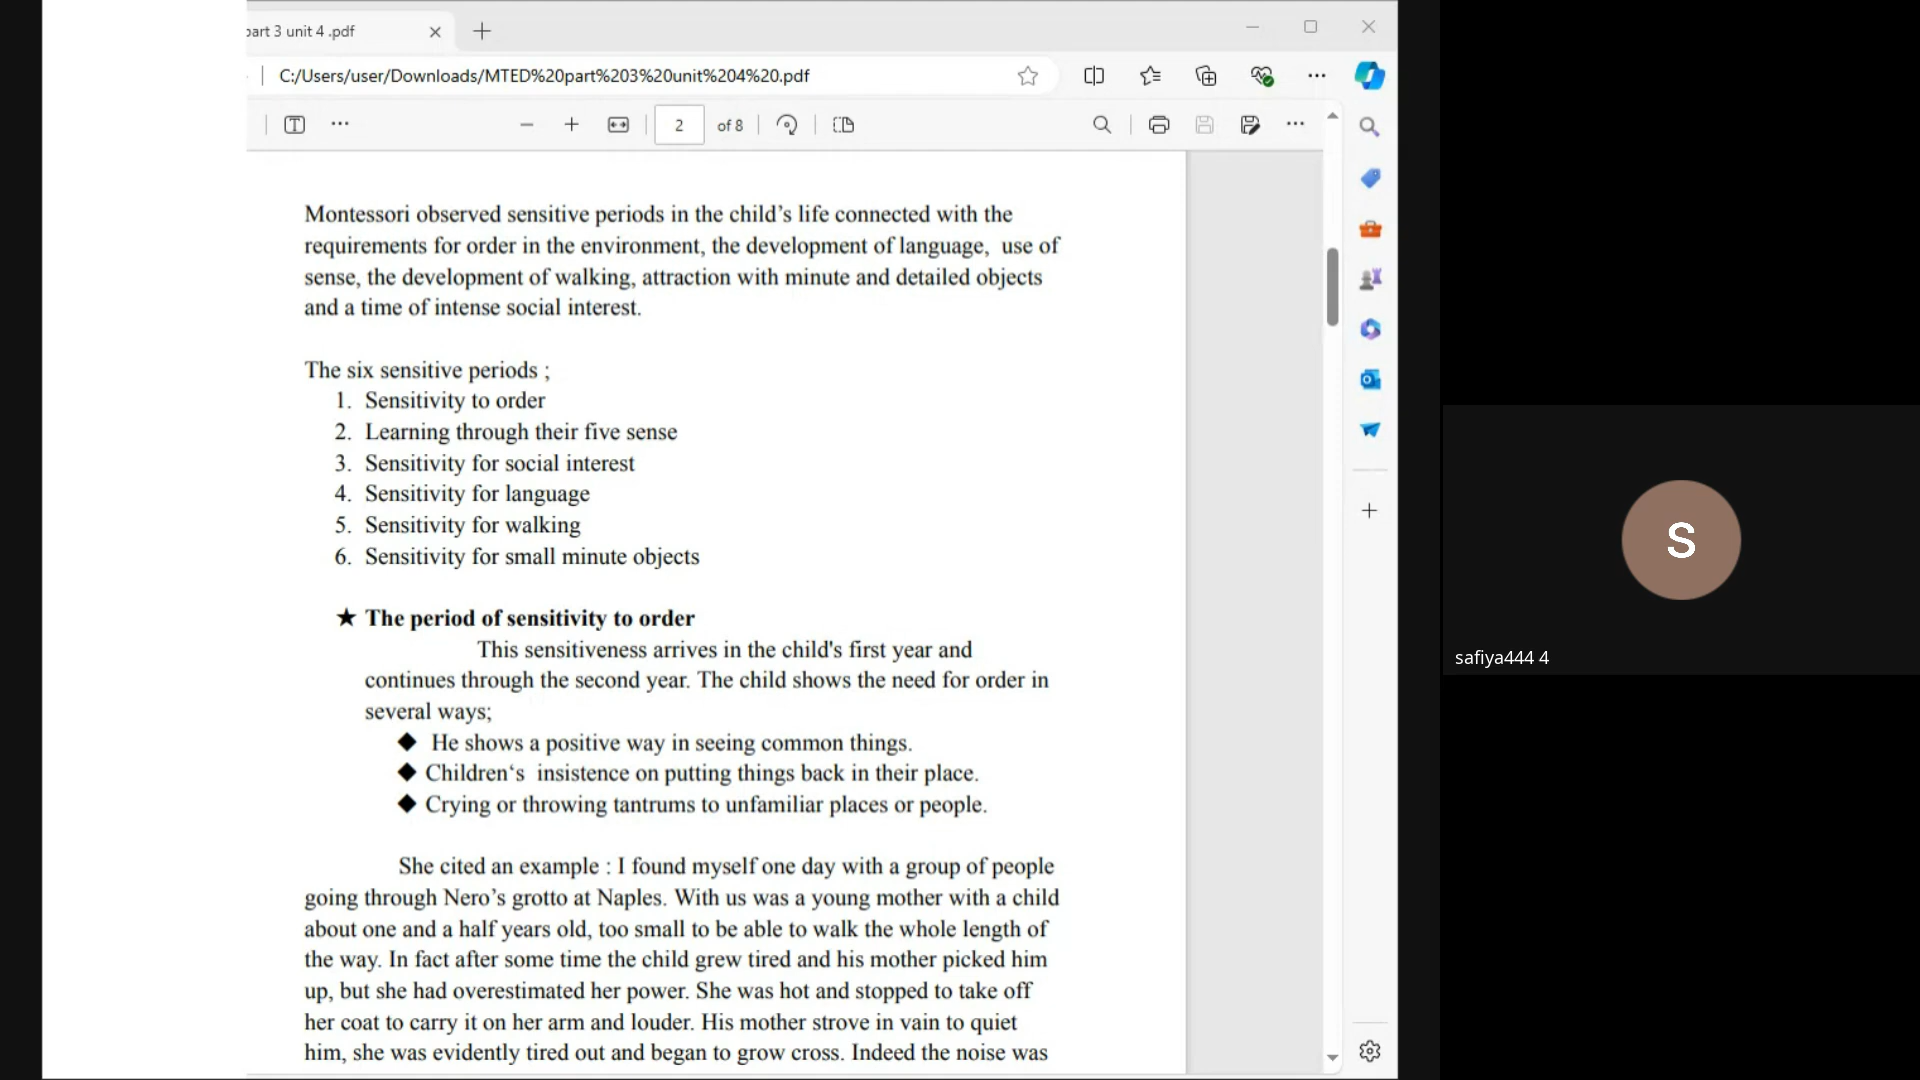 part 3 unit 4 .pdf
C:/Users/user/Downloads/MTED%20part%203%20unit%204%20.pdf
2 of 8
Montessori observed sensitive periods in the child’s life connected with the
requirements for order in the environment, the development of language,  use of
sense, the development of walking, attraction with minute and detailed objects
and a time of intense social interest.
The six sensitive periods ;
1. Sensitivity to order
2. Learning through their five sense
3. Sensitivity for social interest
4. Sensitivity for language
5. Sensitivity for walking
6. Sensitivity for small minute objects
★ The period of sensitivity to order
This sensitiveness arrives in the child's first year and
continues through the second year. The child shows the need for order in
several ways;
◆ He shows a positive way in seeing common things.
◆ Children‘s  insistence on putting things back in their place.
◆ Crying or throwing tantrums to unfamiliar places or people.
She cited an example : I found myself one day with a group of people
going through Nero’s grotto at Naples. With us was a young mother with a child
about one and a half years old, too small to be able to walk the whole length of
the way. In fact after some time the child grew tired and his mother picked him
up, but she had overestimated her power. She was hot and stopped to take off
her coat to carry it on her arm and louder. His mother strove in vain to quiet
him, she was evidently tired out and began to grow cross. Indeed the noise was
S
safiya444 4